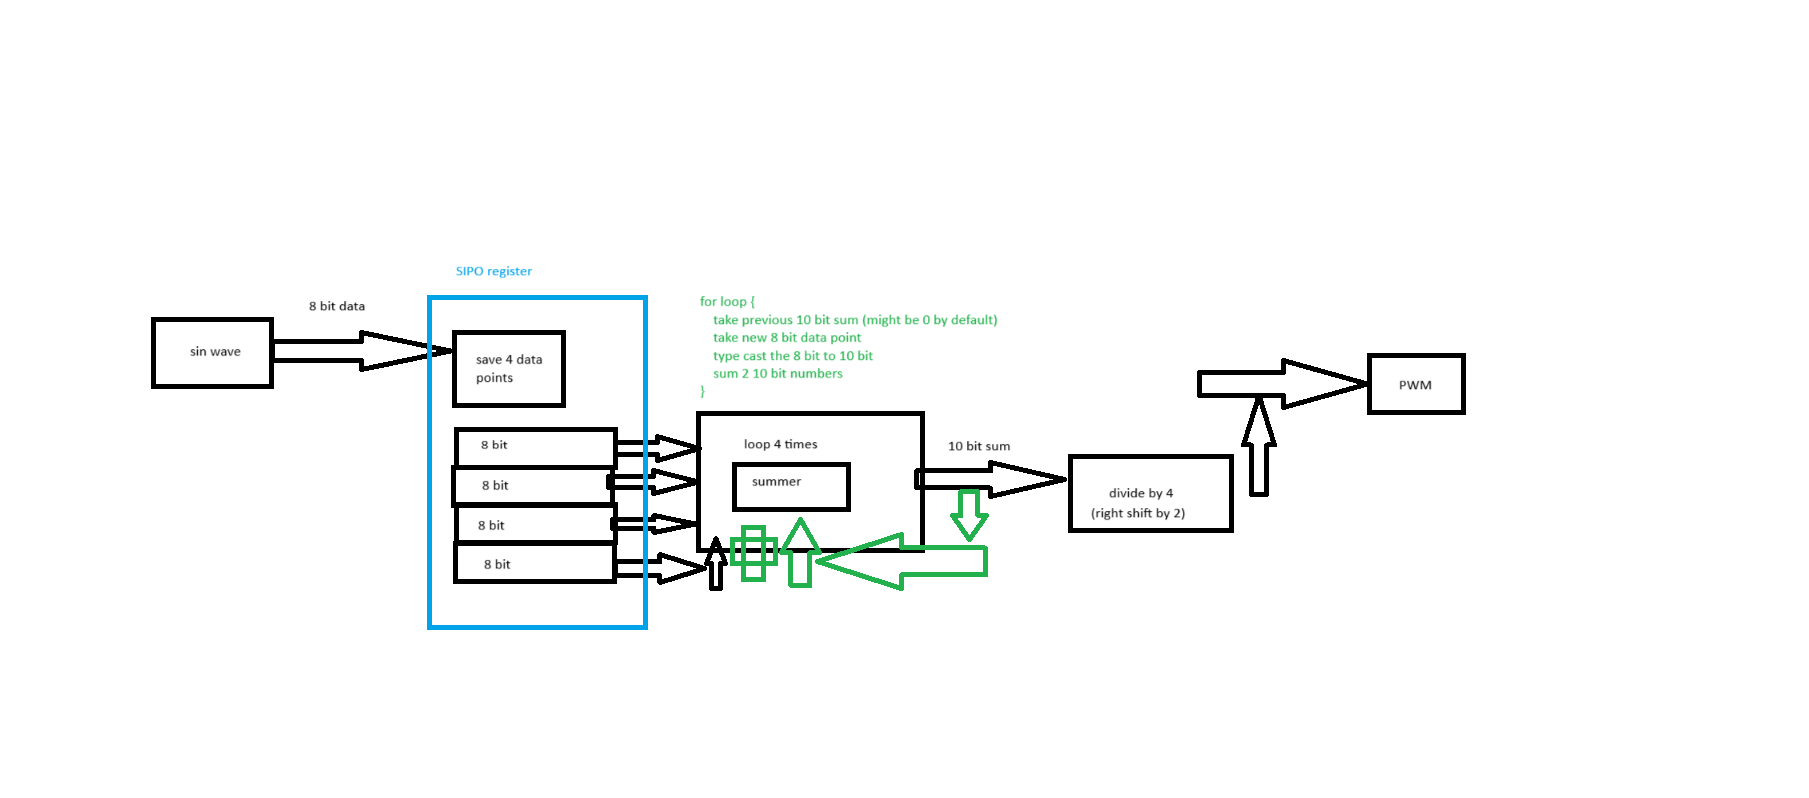 SIPO register
8 bit data
sin wave
save 4 data
points
8 bit
8 bit
8 bit
8 bit
for loop {
take previous 10 bit sum (might be 0 by default)
take new 8 bit data point
type cast the 8 bit to 10 bit
sum 2 10 bit numbers
}
loop 4 times
summer
10 bit sum
divide by 4
(right shift by 2)
PWM